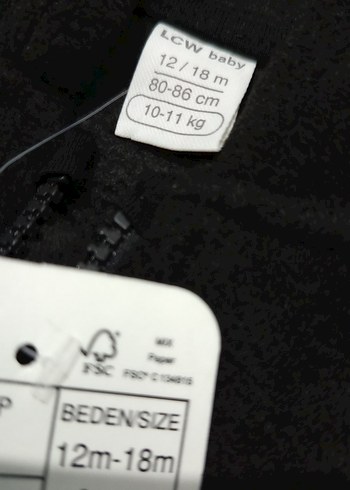 LCW baby
12 / 18 m
80-86 cm
10-11 kg
FSC
MIX
Paper
BEDEN/SIZE
12m-18m